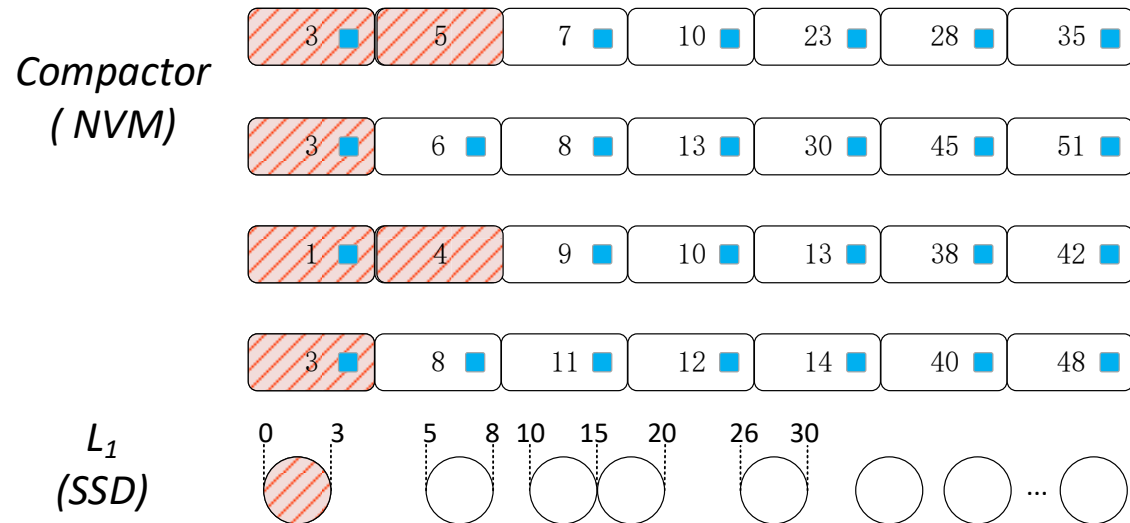 3 5 7 10 23 28 35
Compactor
( NVM)
3 6 8 13 30 45 51
1 4 9 10 13 38 42
3 8 11 12 14 40 48
0 3 5 8 10 15 20 26 30
L1
(SSD)
...